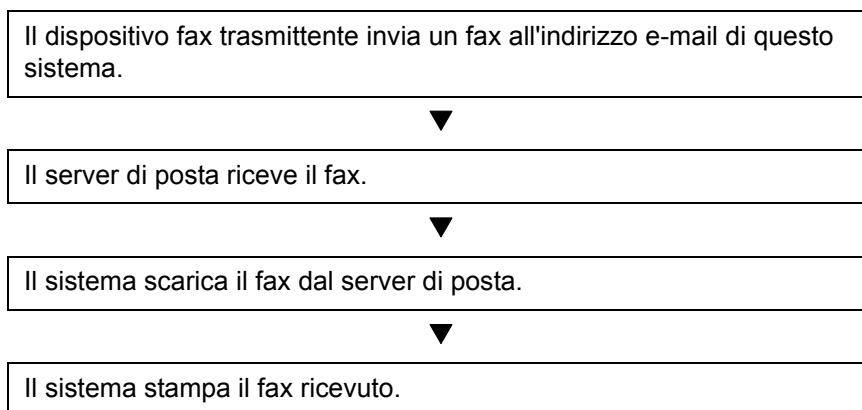 Il dispositivo fax trasmittente invia un fax all'indirizzo e-mail di questo
sistema.
Il server di posta riceve il fax.
Il sistema scarica il fax dal server di posta.
Il sistema stampa il fax ricevuto.